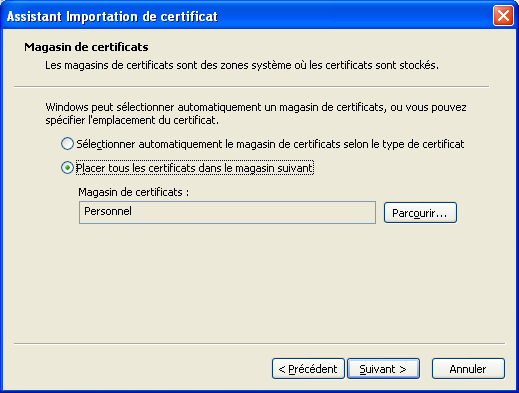 Assistant Importation de certificat
Magasin de certificats
Les magasins de certificats sont des zones système où les certificats sont stockés.
Windows peut sélectionner automatiquement un magasin de certificats, ou vous pouvez
spécifier l'emplacement du certificat.
Sélectionner automatiquement le magasin de certificats selon le type de certificat
Placer tous les certificats dans le magasin suivant
Magasin de certificats :
Personnel
Parcourir...
< Précédent
Suivant >
Annuler